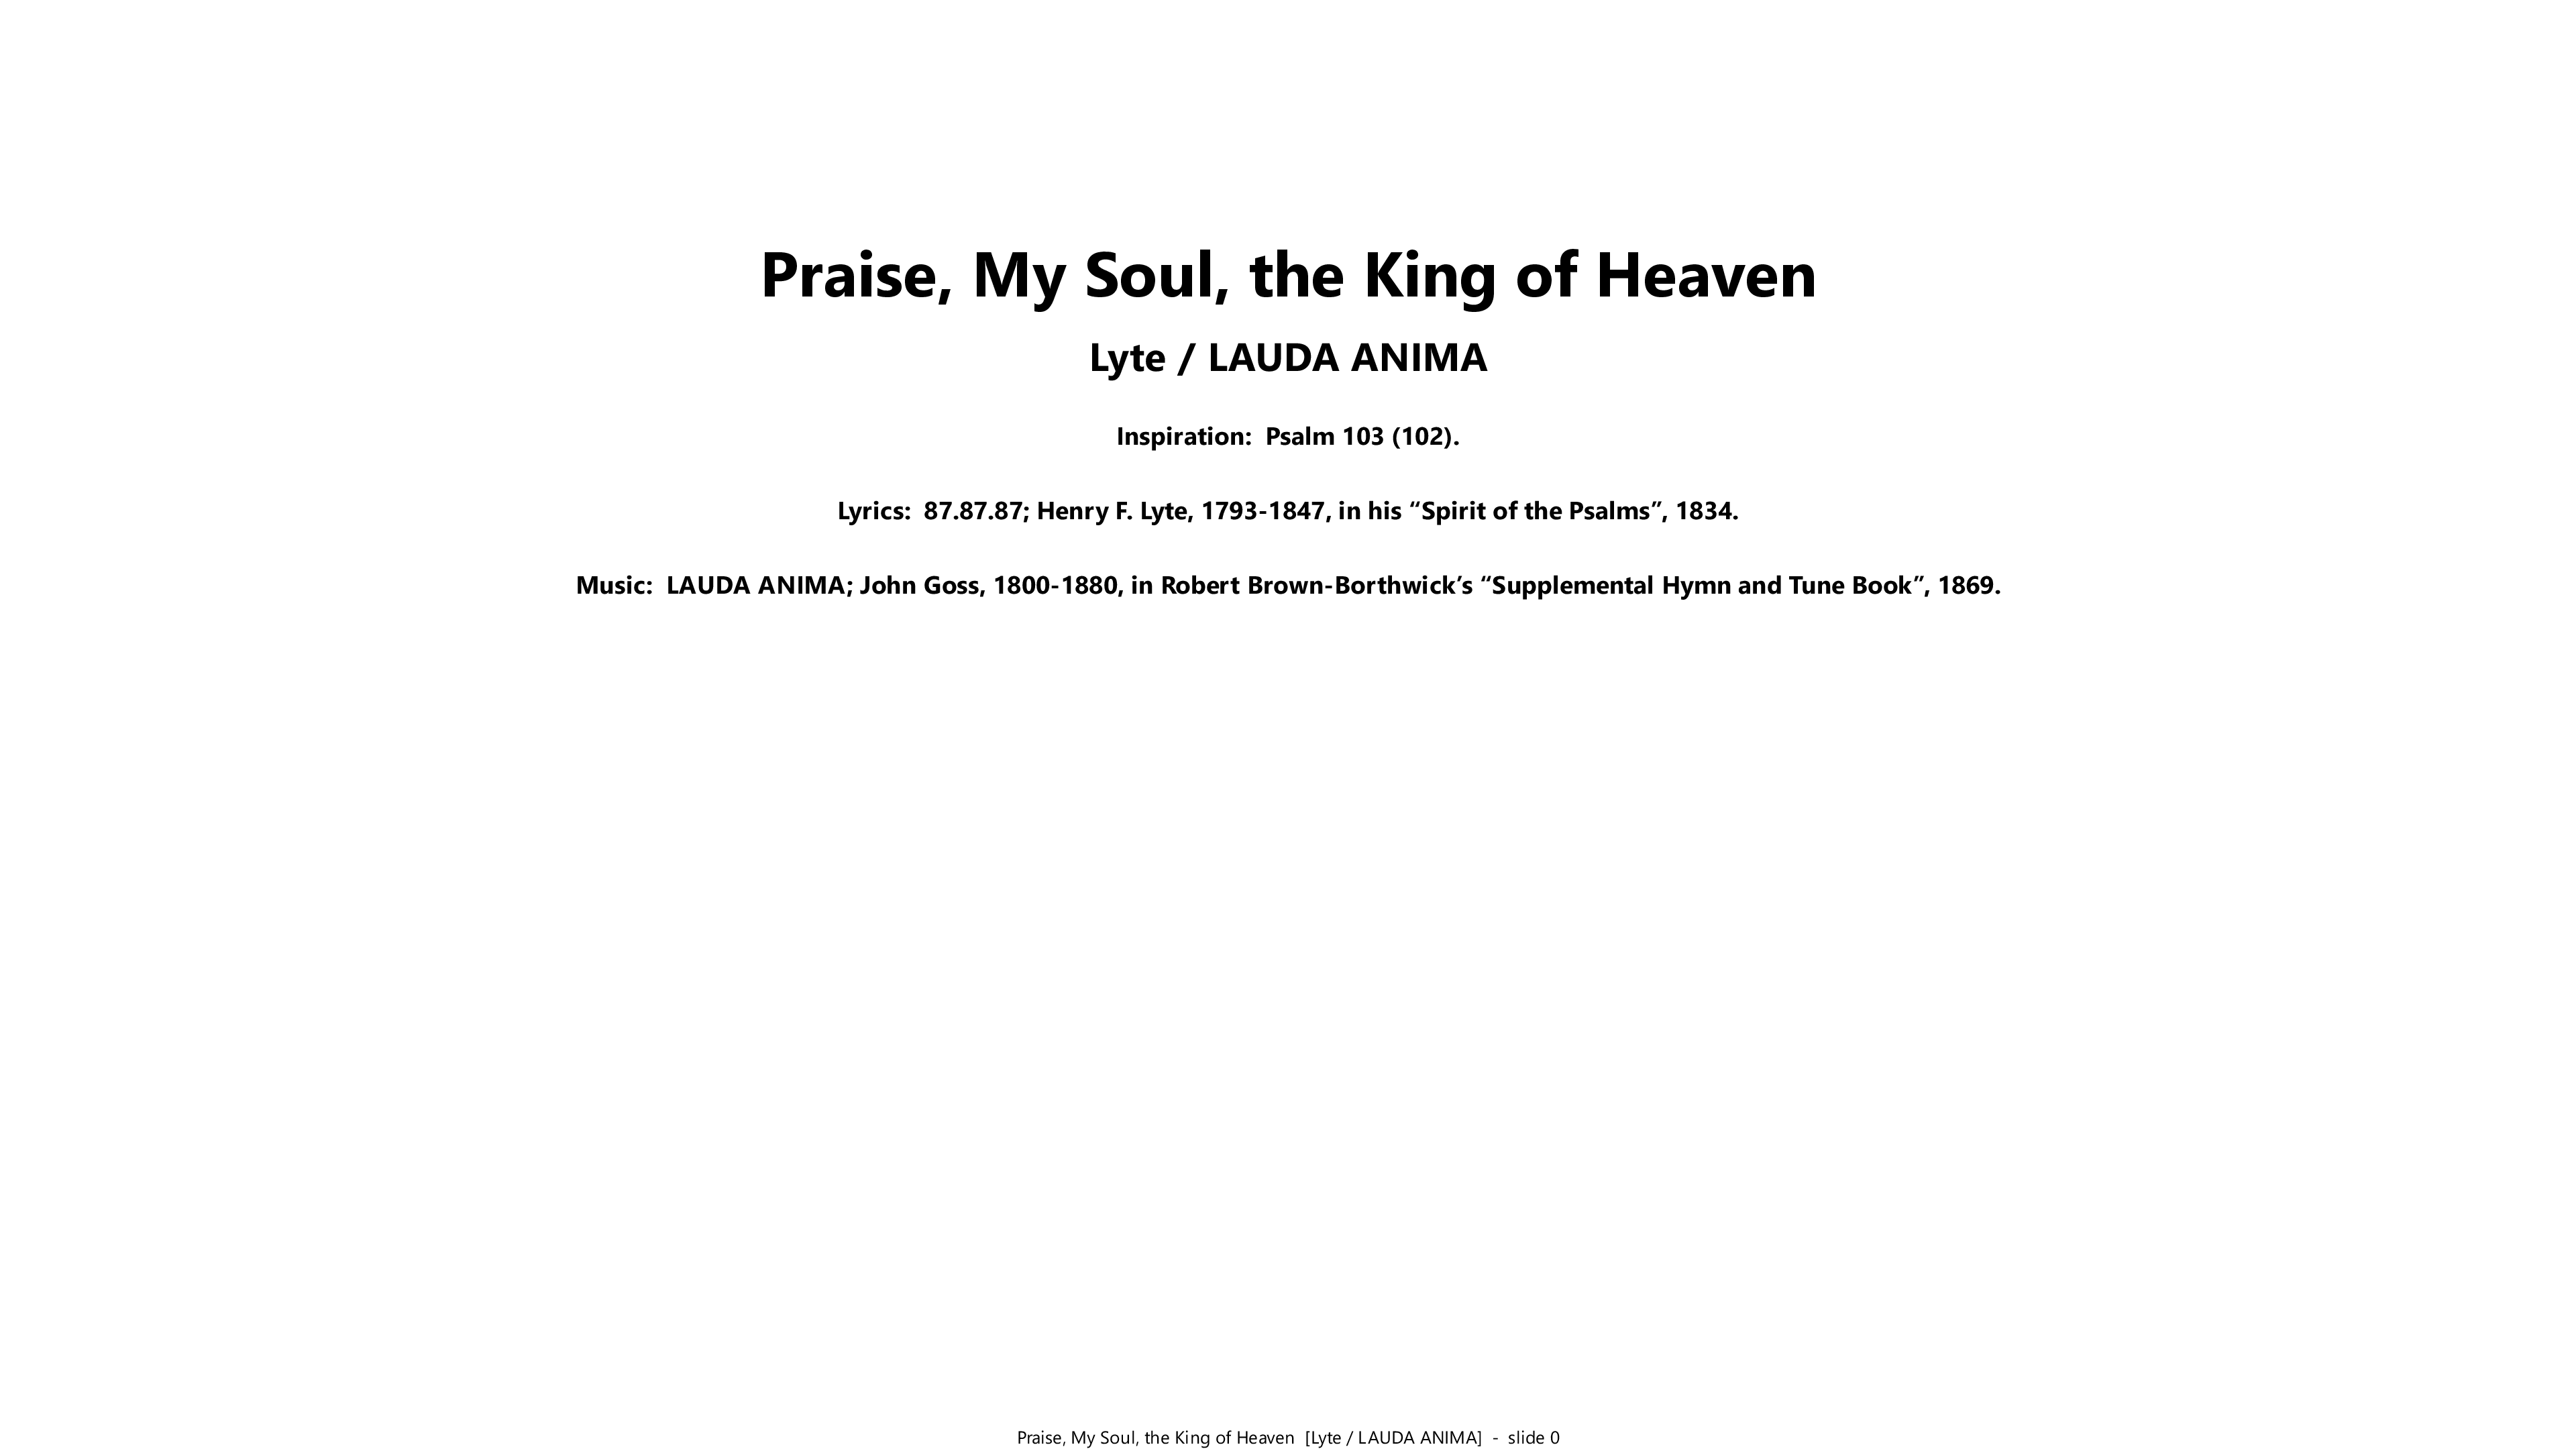 Praise, My Soul, the King of Heaven
Lyte / LAUDA ANIMA
Inspiration:  Psalm 103 (102).
Lyrics:  87.87.87; Henry F. Lyte, 1793-1847, in his “Spirit of the Psalms”, 1834.
Music:  LAUDA ANIMA; John Goss, 1800-1880, in Robert Brown-Borthwick’s “Supplemental Hymn and Tune Book”, 1869.
Praise, My Soul, the King of Heaven  [Lyte / LAUDA ANIMA]  -  slide 0